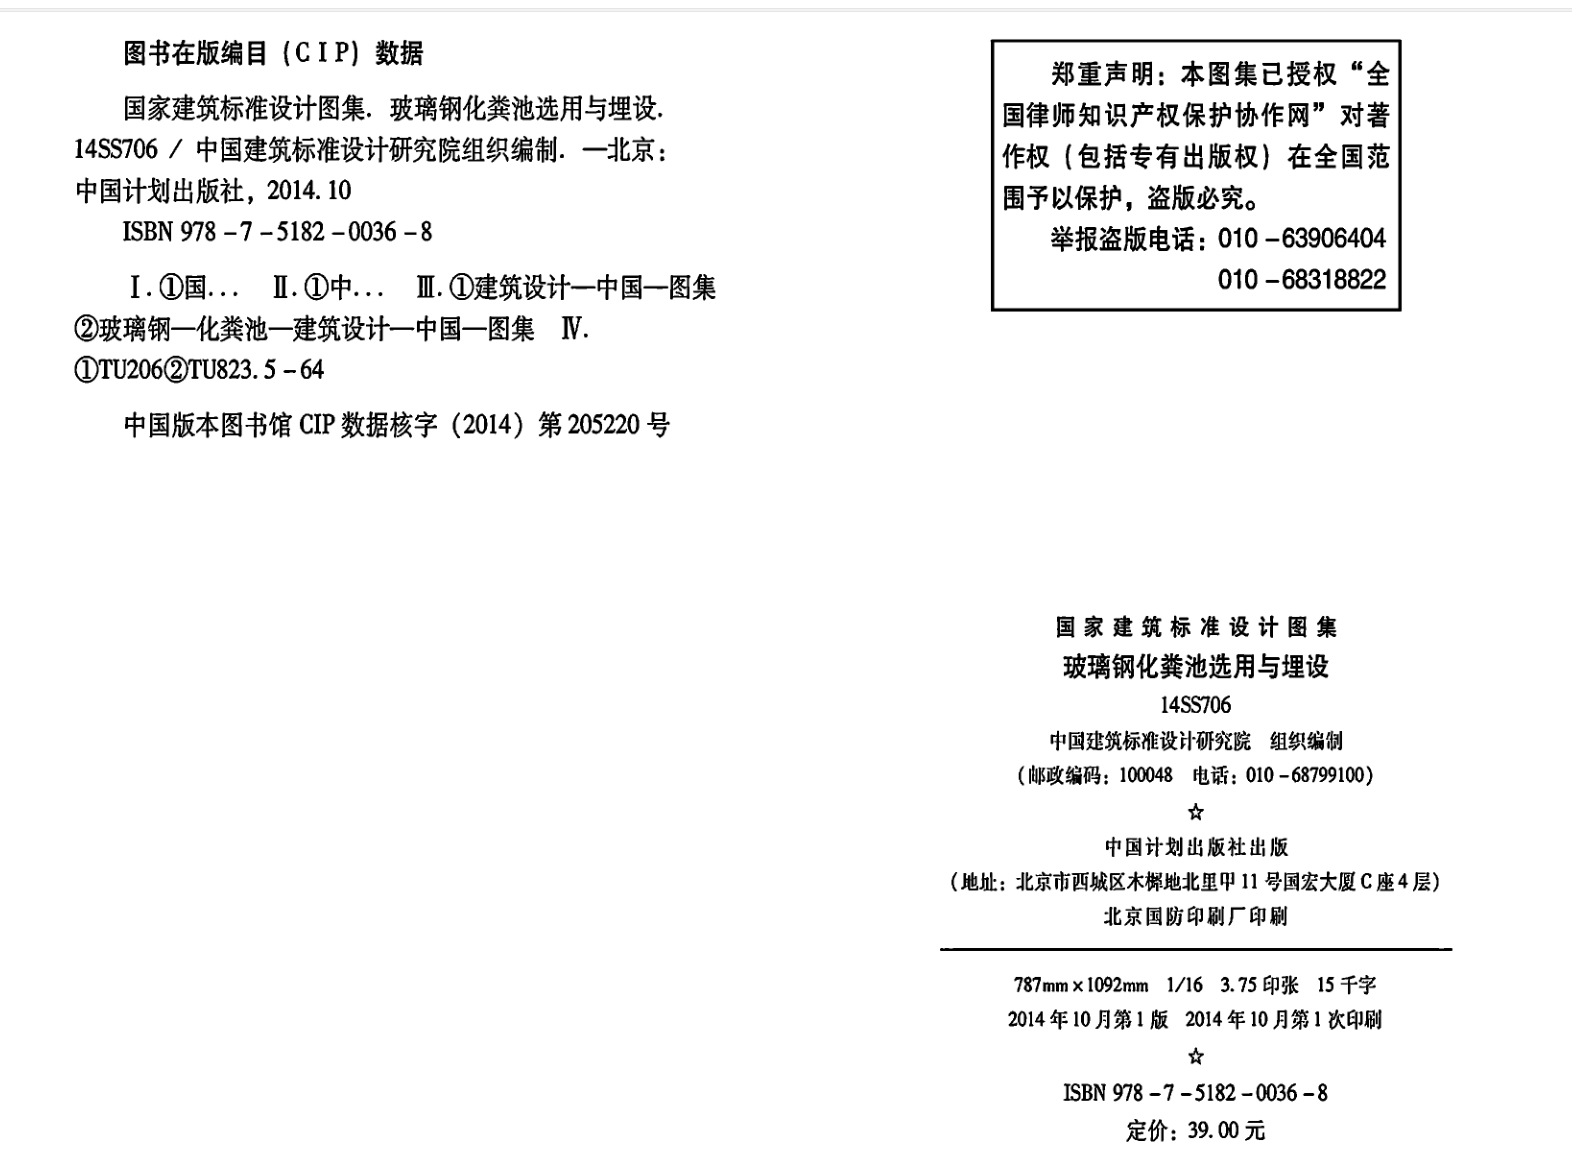 图书在版编目（CIP）数据
国家建筑标准设计图集. 玻璃钢化粪池选用与埋设.
14SS706 / 中国建筑标准设计研究院组织编制. —北京：
中国计划出版社，2014.10
ISBN 978－7－5182－0036－8
Ⅰ.①国... Ⅱ.①中... Ⅲ.①建筑设计—中国—图集
②玻璃钢—化粪池—建筑设计—中国—图集 Ⅳ.
①TU206②TU823.5－64
中国版本图书馆 CIP 数据核字（2014）第 205220 号
郑重声明：本图集已授权“全
国律师知识产权保护协作网”对著
作权（包括专有出版权）在全国范
围予以保护，盗版必究。
举报盗版电话：010－63906404
010－68318822
国家建筑标准设计图集
玻璃钢化粪池选用与埋设
14SS706
中国建筑标准设计研究院 组织编制
（邮政编码：100048 电话：010－68799100）
☆
中国计划出版社出版
（地址：北京市西城区木樨地北里甲 11 号国宏大厦 C 座 4 层）
北京国防印刷厂印刷
787mm×1092mm 1/16 3.75 印张 15 千字
2014 年 10 月第 1 版 2014 年 10 月第 1 次印刷
☆
ISBN 978－7－5182－0036－8
定价：39.00 元